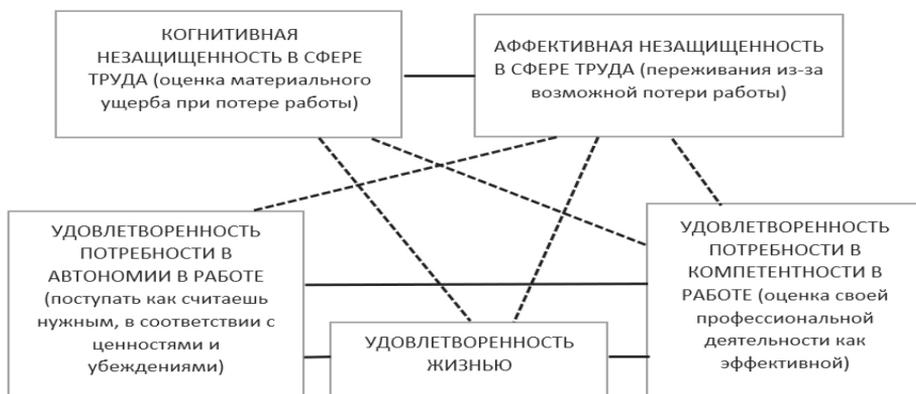 КОГНИТИВНАЯ
НЕЗАЩИЩЕННОСТЬ В СФЕРЕ
ТРУДА (оценка материального
ущерба при потере работы)
АФФЕКТИВНАЯ НЕЗАЩИЩЕННОСТЬ
В СФЕРЕ ТРУДА (переживания из-за
возможной потери работы)
УДОВЛЕТВОРЕННОСТЬ
ПОТРЕБНОСТИ В
АВТОНОМИИ В РАБОТЕ
(поступать как считаешь
нужным, в соответствии с
ценностями и
убеждениями)
УДОВЛЕТВОРЕННОСТЬ
ЖИЗНЬЮ
УДОВЛЕТВОРЕННОСТЬ
ПОТРЕБНОСТИ В
КОМПЕТЕНТНОСТИ В
РАБОТЕ (оценка своей
профессиональной
деятельности как
эффективной)